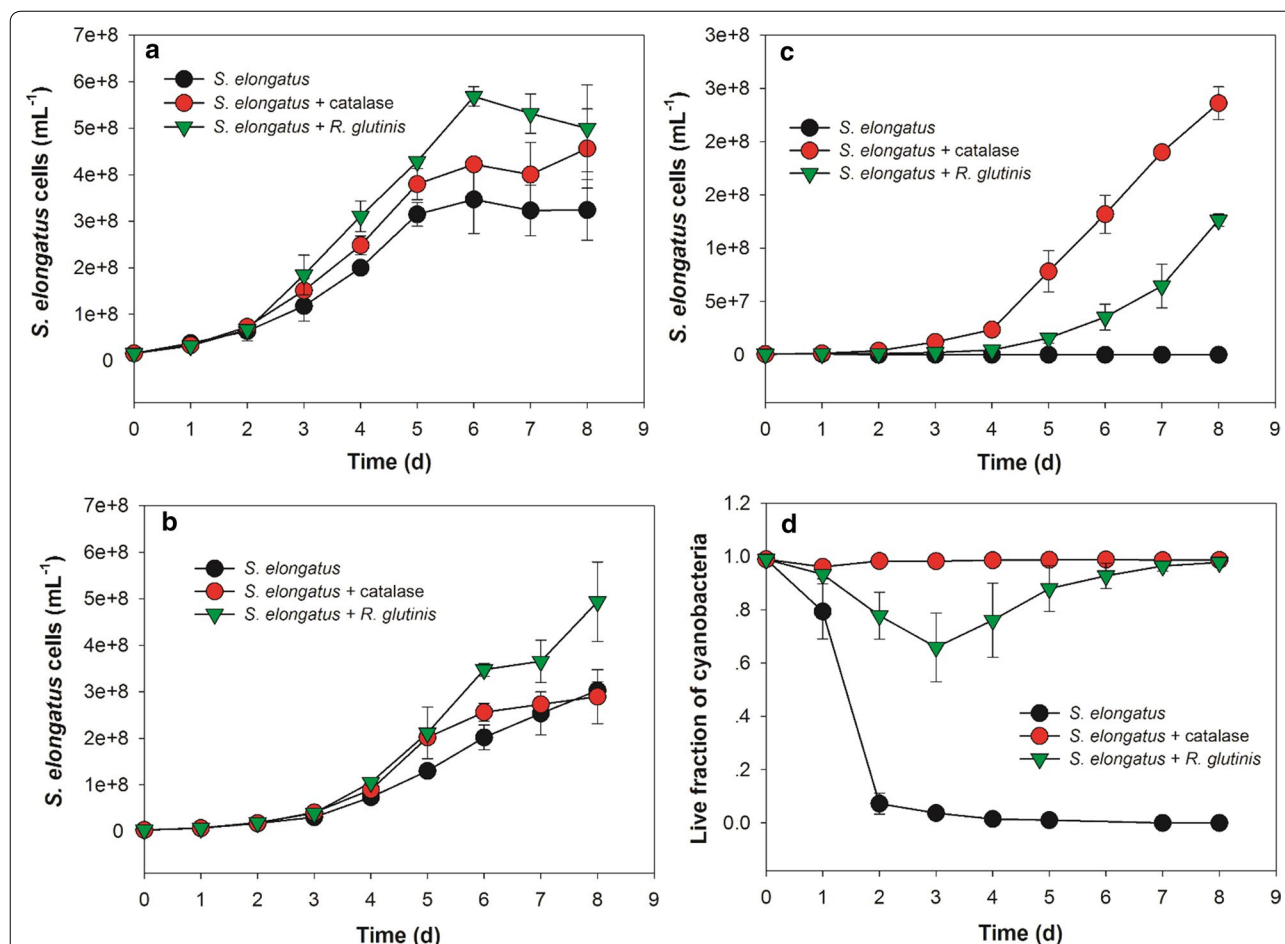 a
7e+8
6e+8
5e+8
4e+8
3e+8
2e+8
1e+8
0
S. elongatus cells (mL-1)
S. elongatus
S. elongatus + catalase
S. elongatus + R. glutinis
0 1 2 3 4 5 6 7 8 9
Time (d)
c
3e+8
3e+8
2e+8
2e+8
1e+8
5e+7
0
S. elongatus cells (mL-1)
S. elongatus
S. elongatus + catalase
S. elongatus + R. glutinis
0 1 2 3 4 5 6 7 8 9
Time (d)
b
7e+8
6e+8
5e+8
4e+8
3e+8
2e+8
1e+8
0
S. elongatus cells (mL-1)
S. elongatus
S. elongatus + catalase
S. elongatus + R. glutinis
0 1 2 3 4 5 6 7 8 9
Time (d)
d
1.2
1.0
.8
.6
.4
.2
0.0
Live fraction of cyanobacteria
S. elongatus
S. elongatus + catalase
S. elongatus + R. glutinis
0 1 2 3 4 5 6 7 8 9
Time (d)